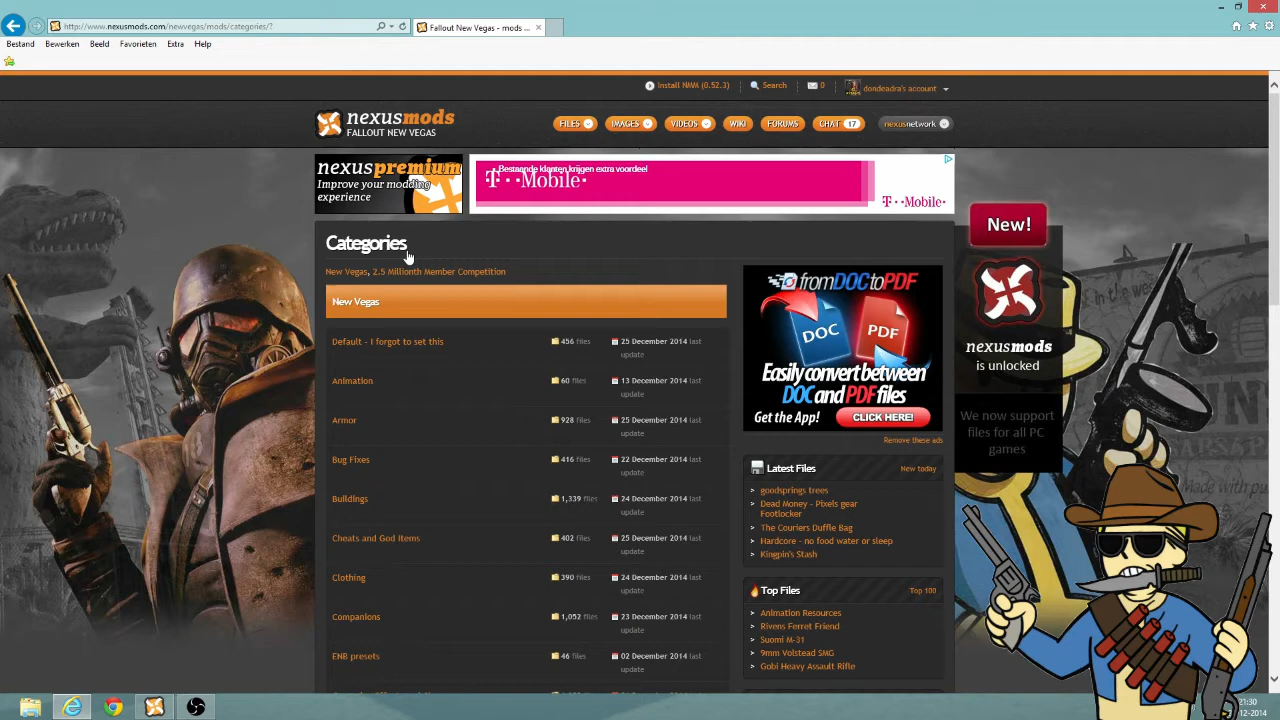 http://www.nexusmods.com/newvegas/mods/categories/?
Fallout New Vegas - mods ...
Bestand Bewerken Beeld Favorieten Extra Help
Install NMM (0.52.3) Search 0 dondeadra's account
nexusmods
FALLOUT NEW VEGAS
FILES IMAGES VIDEOS WIKI FORUMS CHAT 17 nexusnetwork
nexuspremium
Improve your modding
experience
Bestaande klanten krijgen extra voordeel
T··Mobile·
T··Mobile·
Categories
New Vegas, 2.5 Millionth Member Competition
New Vegas
Default - I forgot to set this 456 files 25 December 2014 last
update
Animation 60 files 13 December 2014 last
update
Armor 928 files 25 December 2014 last
update
Bug Fixes 416 files 22 December 2014 last
update
Buildings 1,339 files 24 December 2014 last
update
Cheats and God Items 402 files 25 December 2014 last
update
Clothing 390 files 24 December 2014 last
update
Companions 1,052 files 23 December 2014 last
update
ENB presets 46 files 02 December 2014 last
update
fromDOCtoPDF
DOC PDF
Easily convert between
DOC and PDF files
Get the App! CLICK HERE!
Remove these ads
Latest Files New today
goodsprings trees
Dead Money - Pixels gear
Footlocker
The Couriers Duffle Bag
Hardcore - no food water or sleep
Kingpin's Stash
Top Files Top 100
Animation Resources
Rivens Ferret Friend
Suomi M-31
9mm Volstead SMG
Gobi Heavy Assault Rifle
New!
nexusmods
is unlocked
We now support
files for all PC
games
21:30